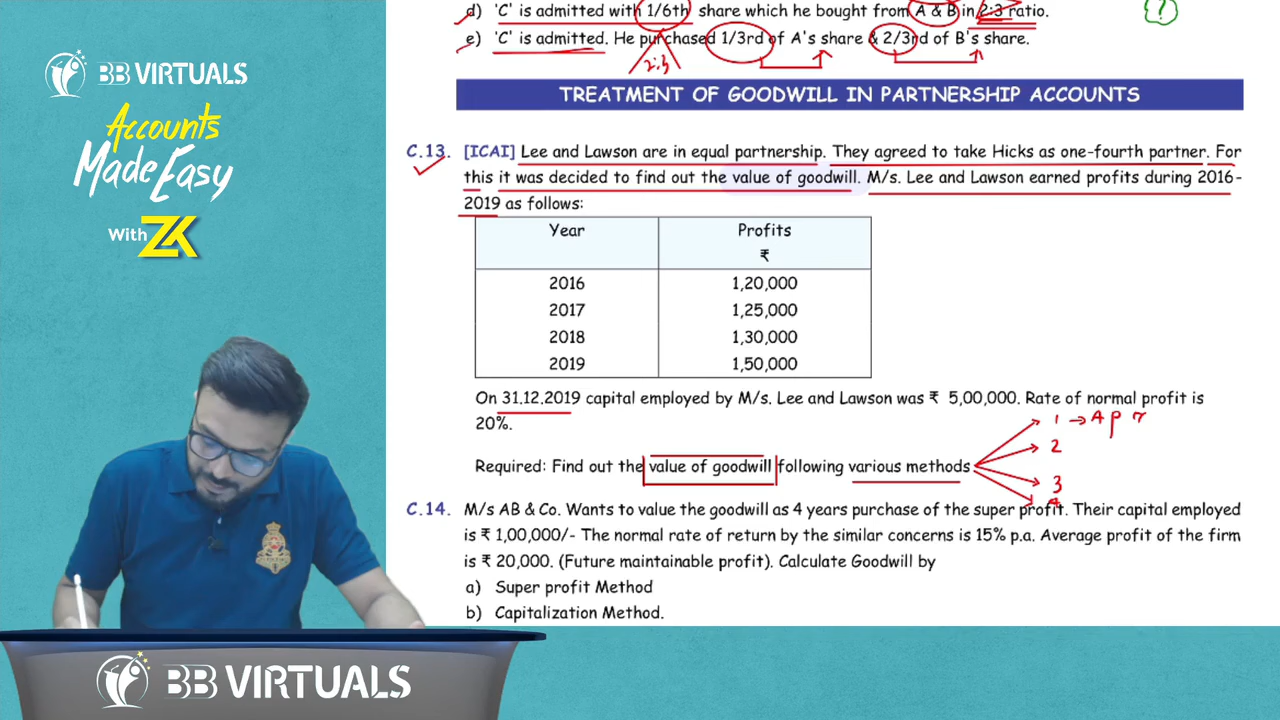 d) 'C' is admitted with 1/6th share which he bought from A & B in 2:3 ratio.
?
e) 'C' is admitted. He purchased 1/3rd of A's share & 2/3rd of B's share.
2:3
BB VIRTUALS
Accounts
Made Easy
With ZK
TREATMENT OF GOODWILL IN PARTNERSHIP ACCOUNTS
C.13. [ICAI] Lee and Lawson are in equal partnership. They agreed to take Hicks as one-fourth partner. For
this it was decided to find out the value of goodwill. M/s. Lee and Lawson earned profits during 2016-
2019 as follows:
Year Profits
₹
2016 1,20,000
2017 1,25,000
2018 1,30,000
2019 1,50,000
On 31.12.2019 capital employed by M/s. Lee and Lawson was ₹ 5,00,000. Rate of normal profit is
20%.
1 → A P
2
Required: Find out the value of goodwill following various methods
3
C.14. M/s AB & Co. Wants to value the goodwill as 4 years purchase of the super profit. Their capital employed
is ₹ 1,00,000/- The normal rate of return by the similar concerns is 15% p.a. Average profit of the firm
is ₹ 20,000. (Future maintainable profit). Calculate Goodwill by
a) Super profit Method
b) Capitalization Method.
BB VIRTUALS